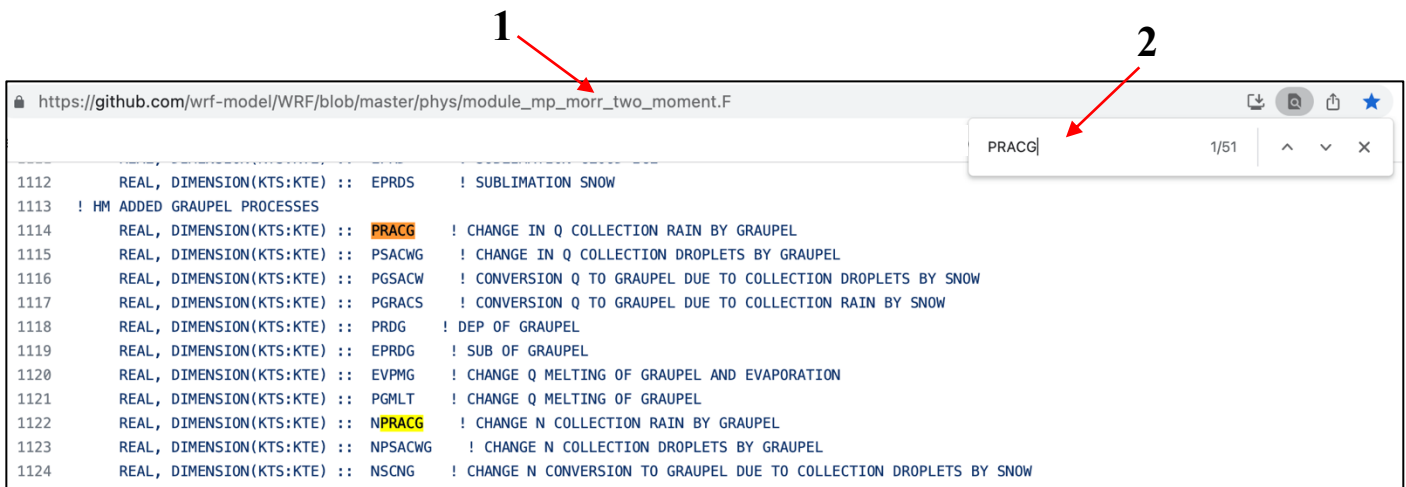 1
2
https://github.com/wrf-model/WRF/blob/master/phys/module_mp_morr_two_moment.F
PRACG 1/51
1112 REAL, DIMENSION(KTS:KTE) :: EPRDS ! SUBLIMATION SNOW
1113 ! HM ADDED GRAUPEL PROCESSES
1114 REAL, DIMENSION(KTS:KTE) :: PRACG ! CHANGE IN Q COLLECTION RAIN BY GRAUPEL
1115 REAL, DIMENSION(KTS:KTE) :: PSACWG ! CHANGE IN Q COLLECTION DROPLETS BY GRAUPEL
1116 REAL, DIMENSION(KTS:KTE) :: PGSACW ! CONVERSION Q TO GRAUPEL DUE TO COLLECTION DROPLETS BY SNOW
1117 REAL, DIMENSION(KTS:KTE) :: PGRACS ! CONVERSION Q TO GRAUPEL DUE TO COLLECTION RAIN BY SNOW
1118 REAL, DIMENSION(KTS:KTE) :: PRDG ! DEP OF GRAUPEL
1119 REAL, DIMENSION(KTS:KTE) :: EPRDG ! SUB OF GRAUPEL
1120 REAL, DIMENSION(KTS:KTE) :: EVPMG ! CHANGE Q MELTING OF GRAUPEL AND EVAPORATION
1121 REAL, DIMENSION(KTS:KTE) :: PGMLT ! CHANGE Q MELTING OF GRAUPEL
1122 REAL, DIMENSION(KTS:KTE) :: NPRACG ! CHANGE N COLLECTION RAIN BY GRAUPEL
1123 REAL, DIMENSION(KTS:KTE) :: NPSACWG ! CHANGE N COLLECTION DROPLETS BY GRAUPEL
1124 REAL, DIMENSION(KTS:KTE) :: NSCNG ! CHANGE N CONVERSION TO GRAUPEL DUE TO COLLECTION DROPLETS BY SNOW